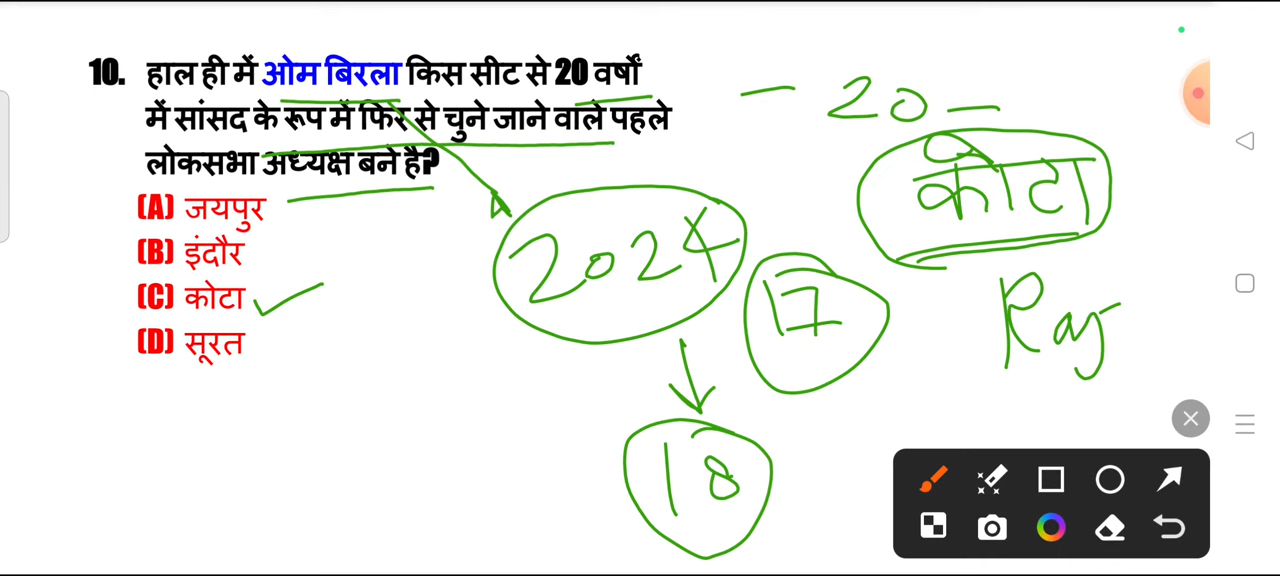 10. हाल ही में ओम बिरला किस सीट से 20 वर्षों
में सांसद के रूप में फिर से चुने जाने वाले पहले
लोकसभा अध्यक्ष बने है?
(A) जयपुर
(B) इंदौर
(C) कोटा
(D) सूरत
- 20 -
कोटा
2024
17
Raj
18